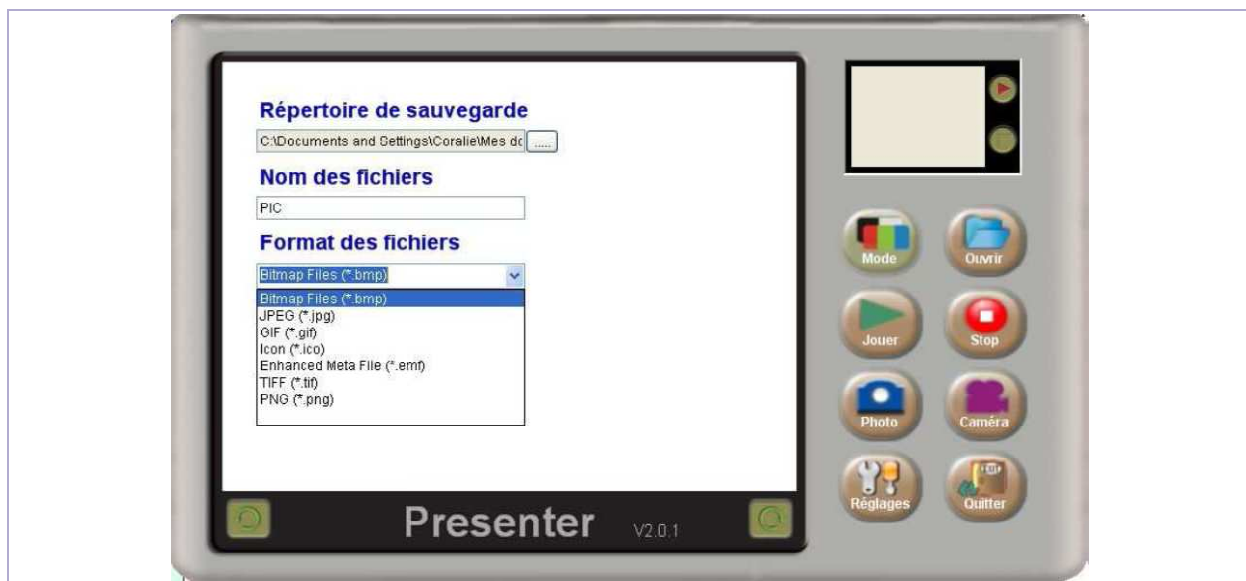 Répertoire de sauvegarde
C:\Documents and Settings\Coralie\Mes dc
.....
Nom des fichiers
PIC
Format des fichiers
Bitmap Files (*.bmp)
Bitmap Files (*.bmp)
JPEG (*.jpg)
GIF (*.gif)
Icon (*.ico)
Enhanced Meta File (*.emf)
TIFF (*.tif)
PNG (*.png)
Mode
Ouvrir
Jouer
Stop
Photo
Caméra
Réglages
EXIT
Quitter
Presenter V2.0.1